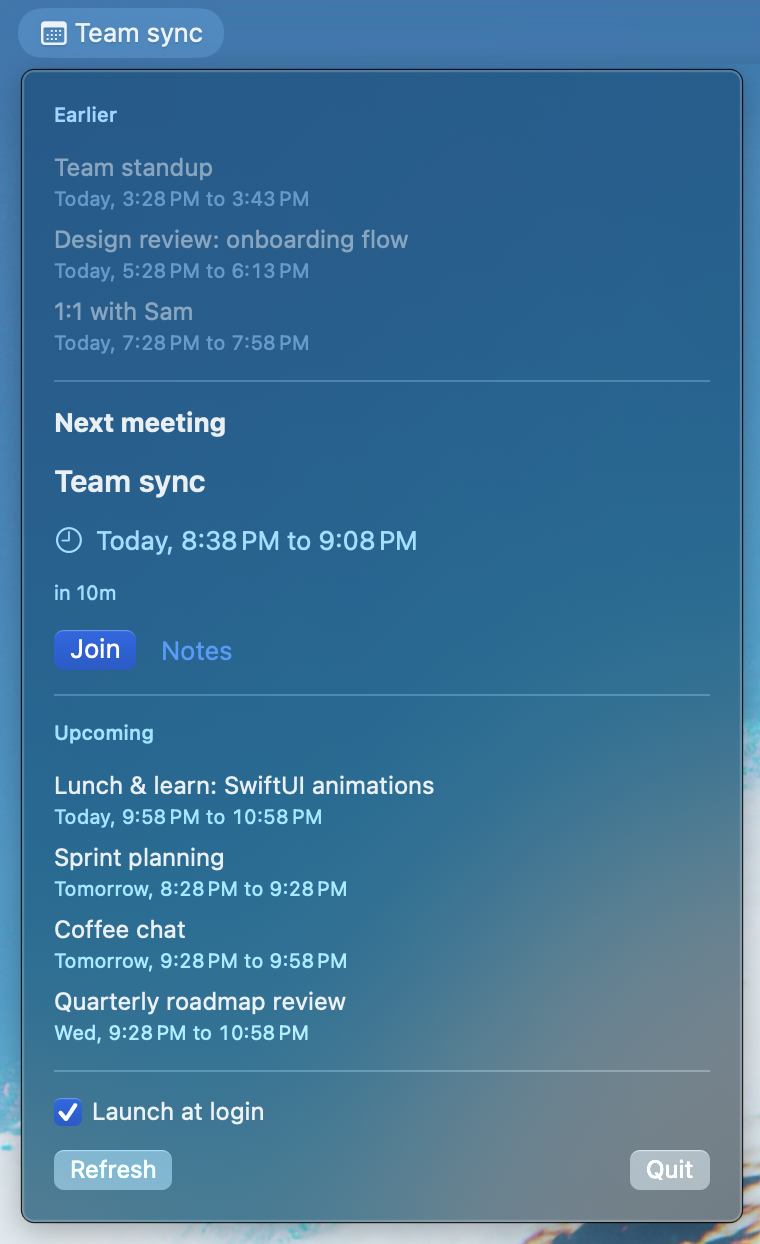 Team sync
Earlier
Team standup
Today, 3:28 PM to 3:43 PM
Design review: onboarding flow
Today, 5:28 PM to 6:13 PM
1:1 with Sam
Today, 7:28 PM to 7:58 PM
Next meeting
Team sync
Today, 8:38 PM to 9:08 PM
in 10m
Join Notes
Upcoming
Lunch & learn: SwiftUI animations
Today, 9:58 PM to 10:58 PM
Sprint planning
Tomorrow, 8:28 PM to 9:28 PM
Coffee chat
Tomorrow, 9:28 PM to 9:58 PM
Quarterly roadmap review
Wed, 9:28 PM to 10:58 PM
Launch at login
Refresh Quit